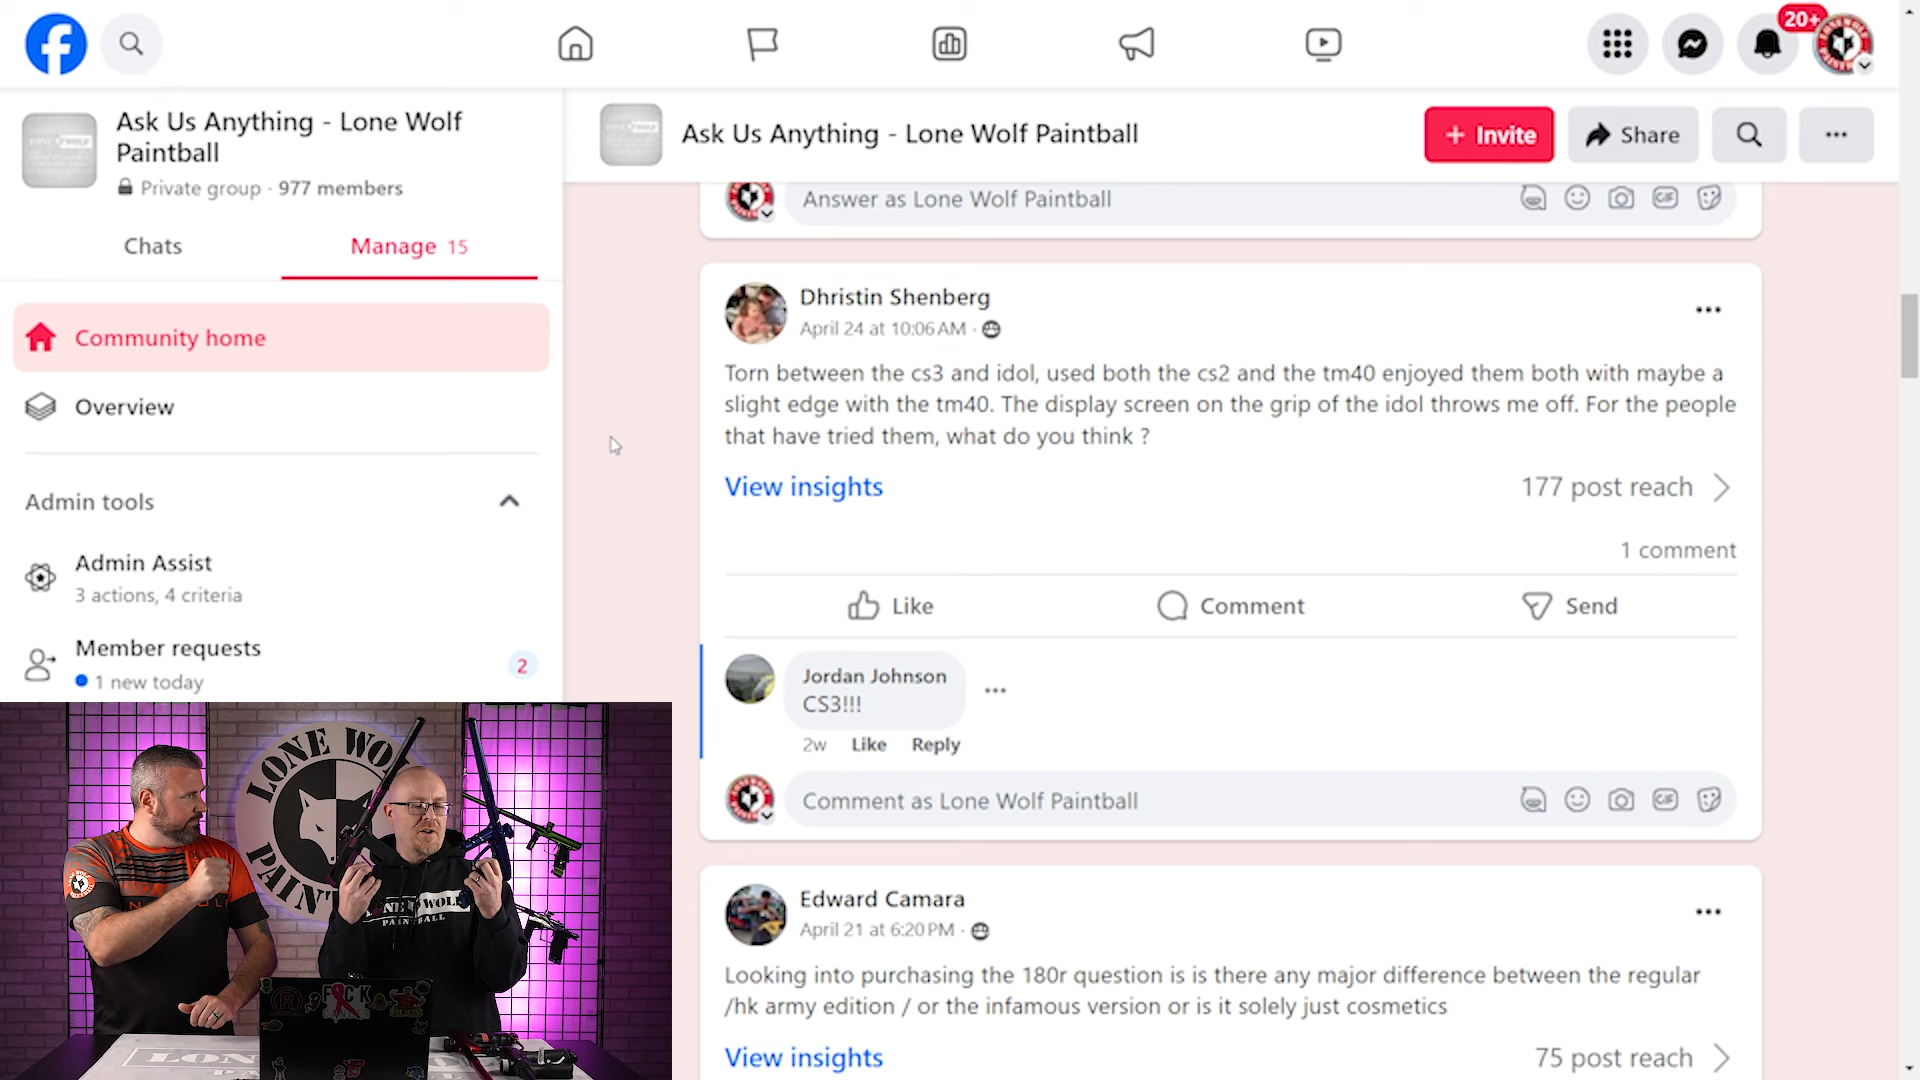 20+
Ask Us Anything - Lone Wolf
Paintball
Private group · 977 members
Chats
Manage 15
Community home
Overview
Admin tools
Admin Assist
3 actions, 4 criteria
Member requests
1 new today
2
Ask Us Anything - Lone Wolf Paintball
+ Invite
Share
Answer as Lone Wolf Paintball
GIF
Dhristin Shenberg
April 24 at 10:06 AM ·
Torn between the cs3 and idol, used both the cs2 and the tm40 enjoyed them both with maybe a
slight edge with the tm40. The display screen on the grip of the idol throws me off. For the people
that have tried them, what do you think ?
View insights
177 post reach
1 comment
Like
Comment
Send
Jordan Johnson
CS3!!!
2w Like Reply
Comment as Lone Wolf Paintball
GIF
Edward Camara
April 21 at 6:20 PM ·
Looking into purchasing the 180r question is is there any major difference between the regular
/hk army edition / or the infamous version or is it solely just cosmetics
View insights
75 post reach
LONE WO
PAINT